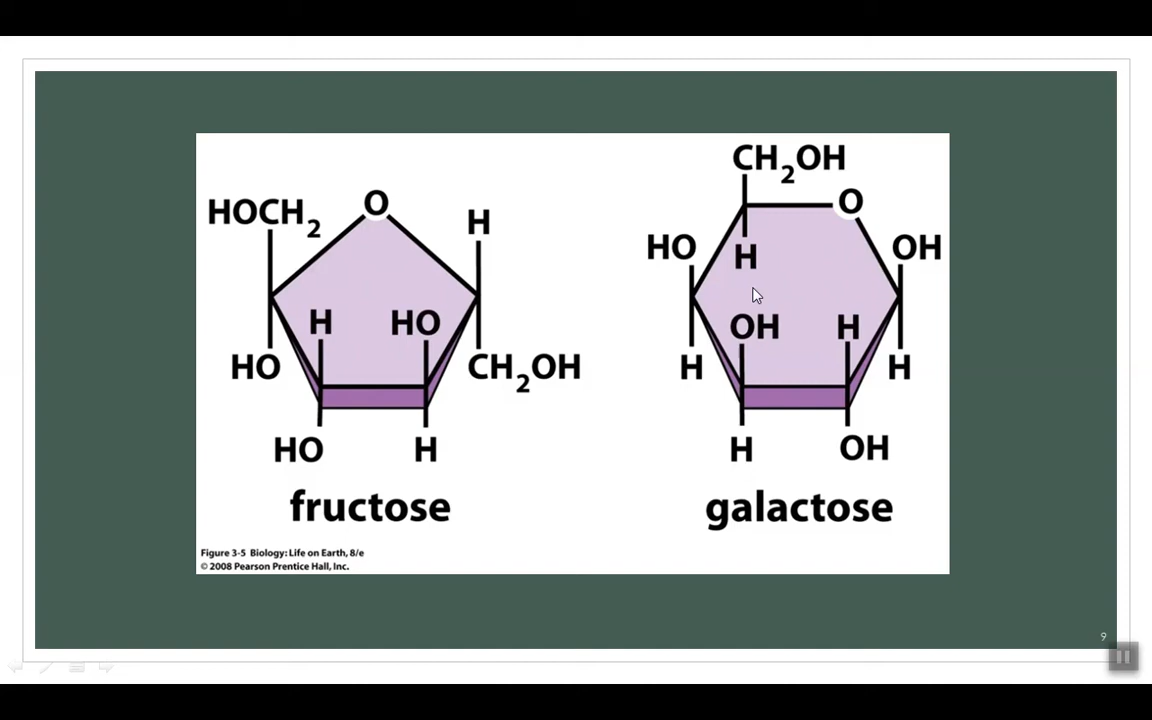 HOCH2
O
H
H
HO
HO
CH2OH
HO
H
fructose
CH2OH
O
HO
H
OH
OH
H
H
H
H
OH
galactose
Figure 3-5 Biology: Life on Earth, 8/e
© 2008 Pearson Prentice Hall, Inc.
9